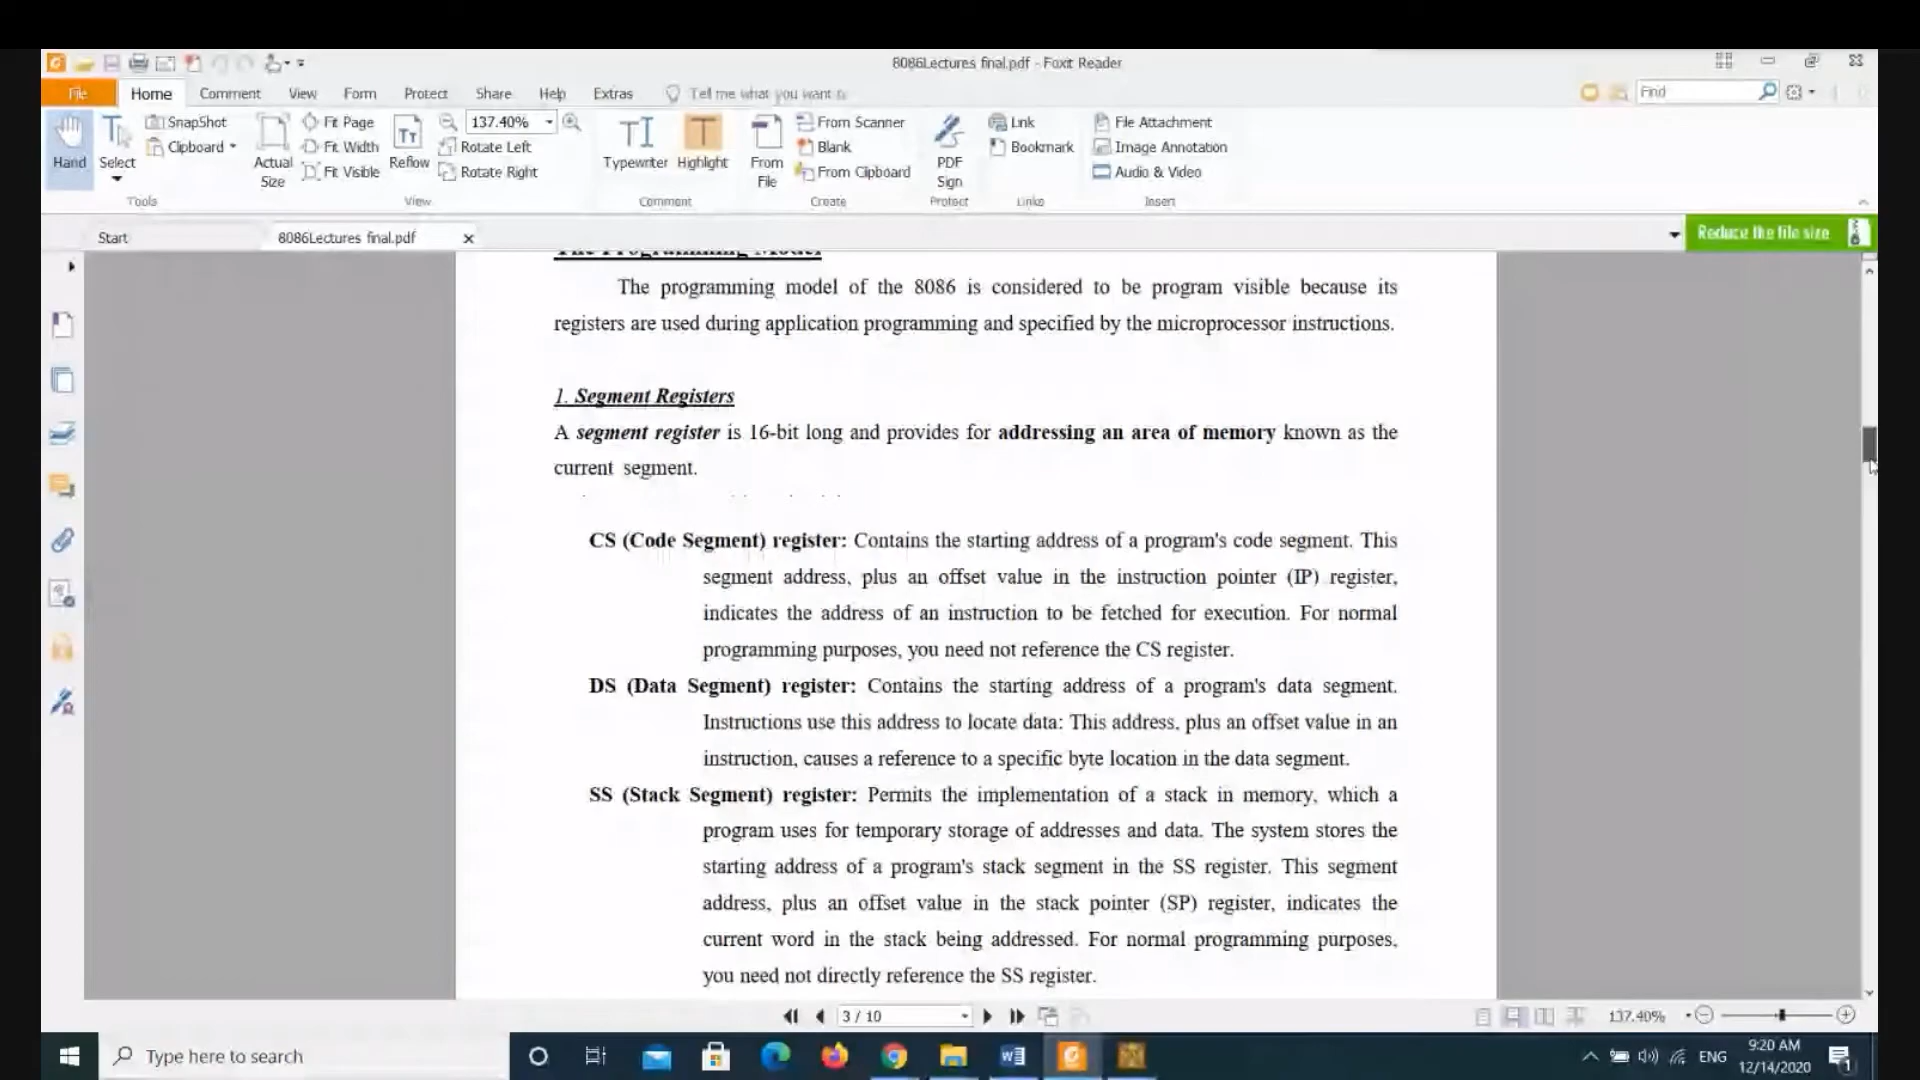 8086Lectures final.pdf - Foxit Reader
File Home Comment View Form Protect Share Help Extras Tell me what you want to Find
SnapShot Fit Page 137.40% From Scanner Link File Attachment
Clipboard Fit Width Rotate Left Blank Bookmark Image Annotation
Hand Select Actual Size Fit Visible Reflow Rotate Right Typewriter Highlight From File From Clipboard PDF Sign Audio & Video
Tools View Comment Create Protect Links Insert
Start 8086Lectures final.pdf Reduce the file size
The Programming Model
The programming model of the 8086 is considered to be program visible because its
registers are used during application programming and specified by the microprocessor instructions.
1. Segment Registers
A segment register is 16-bit long and provides for addressing an area of memory known as the
current segment.
CS (Code Segment) register: Contains the starting address of a program's code segment. This
segment address, plus an offset value in the instruction pointer (IP) register,
indicates the address of an instruction to be fetched for execution. For normal
programming purposes, you need not reference the CS register.
DS (Data Segment) register: Contains the starting address of a program's data segment.
Instructions use this address to locate data: This address, plus an offset value in an
instruction, causes a reference to a specific byte location in the data segment.
SS (Stack Segment) register: Permits the implementation of a stack in memory, which a
program uses for temporary storage of addresses and data. The system stores the
starting address of a program's stack segment in the SS register. This segment
address, plus an offset value in the stack pointer (SP) register, indicates the
current word in the stack being addressed. For normal programming purposes,
you need not directly reference the SS register.
3 / 10 137.40%
Type here to search ENG 9:20 AM
12/14/2020 1